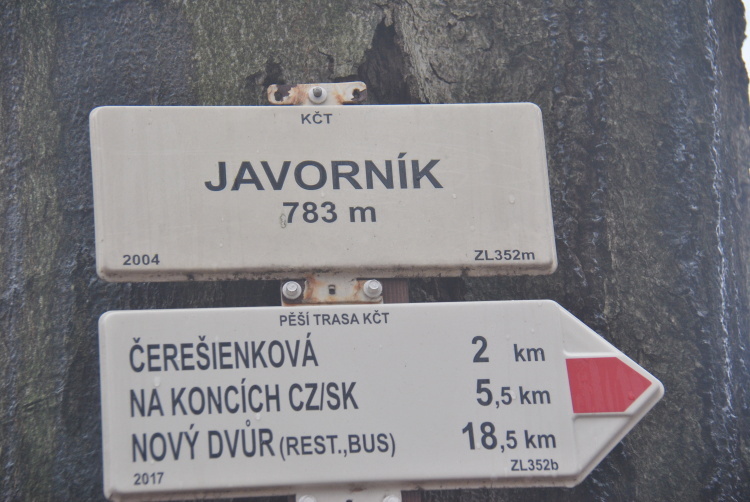 KČT
JAVORNÍK
783 m
2004 ZL352m
PĚŠÍ TRASA KČT
ČEREŠIENKOVÁ 2 km
NA KONCÍCH CZ/SK 5,5 km
NOVÝ DVŮR (REST.,BUS) 18,5 km
2017 ZL352b